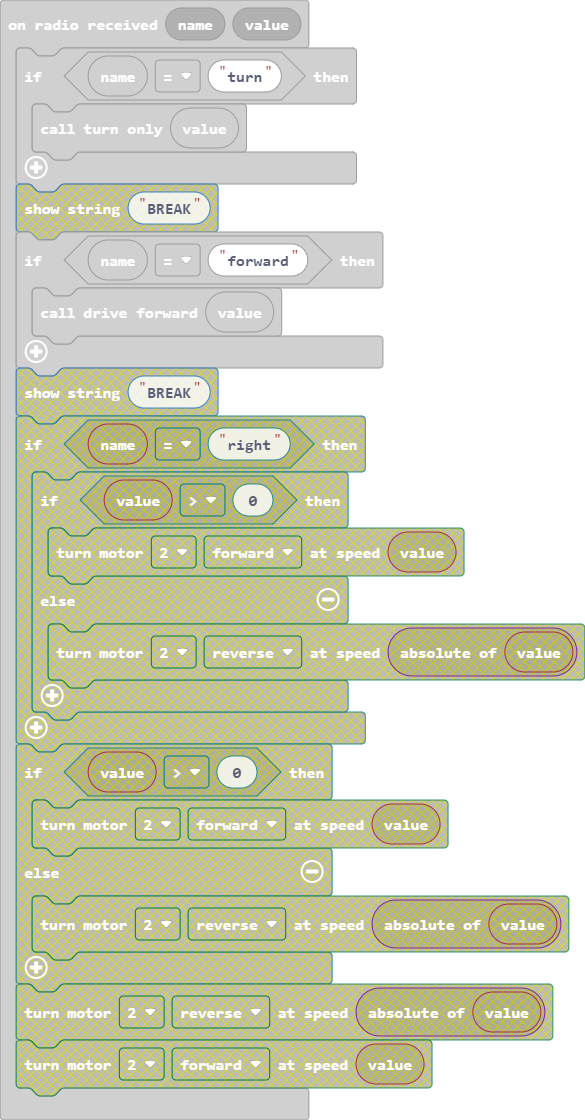 on radio received name value
if name = "turn" then
call turn only value
show string "BREAK"
if name = "forward" then
call drive forward value
show string "BREAK"
if name = "right" then
if value > 0 then
turn motor 2 forward at speed value
else
turn motor 2 reverse at speed absolute of value
if value > 0 then
turn motor 2 forward at speed value
else
turn motor 2 reverse at speed absolute of value
turn motor 2 reverse at speed absolute of value
turn motor 2 forward at speed value